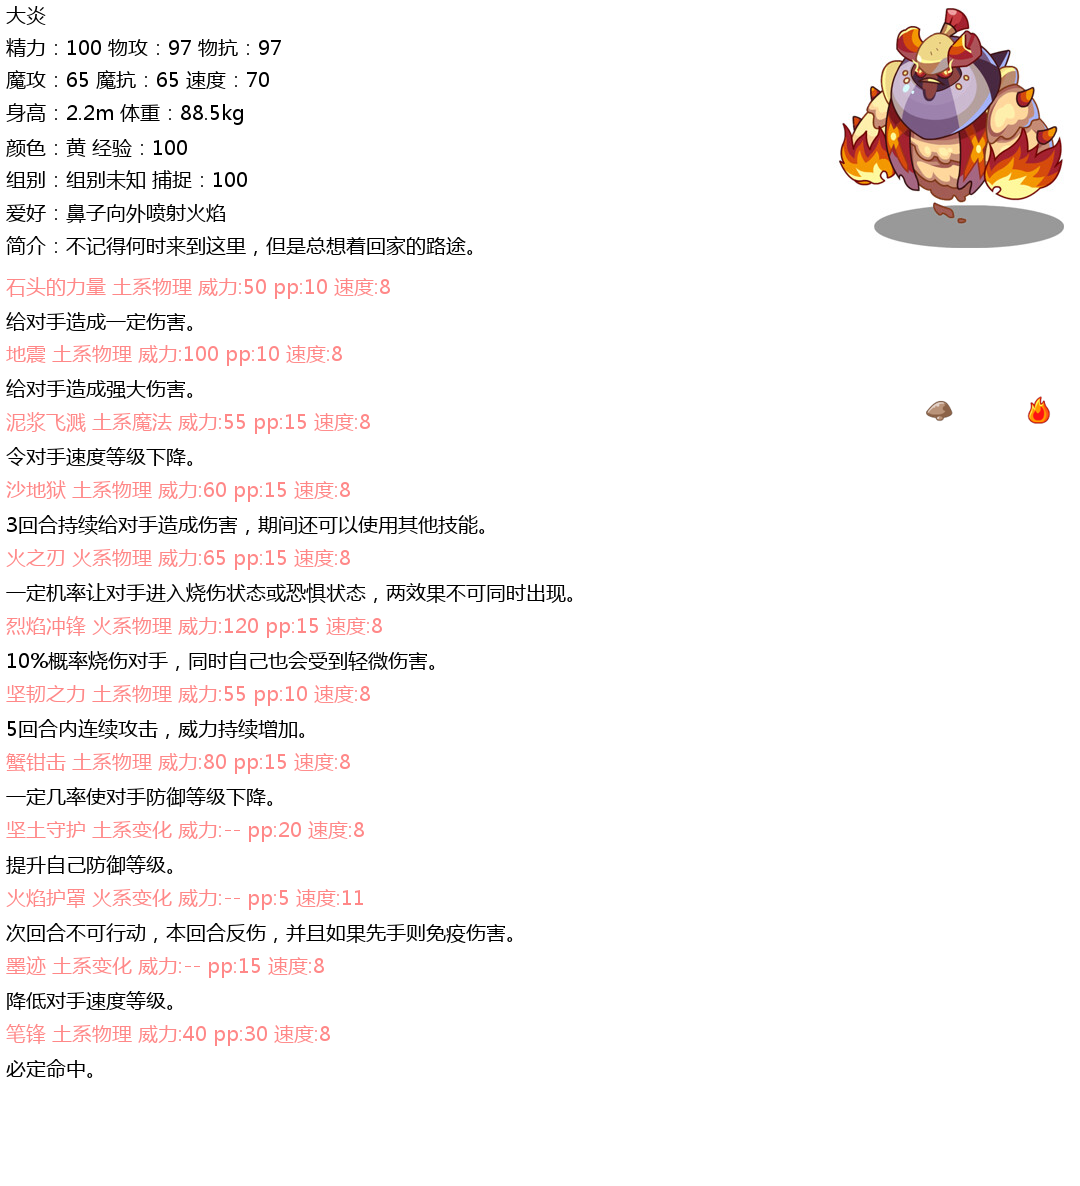 大炎
精力：100 物攻：97 物抗：97
魔攻：65 魔抗：65 速度：70
身高：2.2m 体重：88.5kg
颜色：黄 经验：100
组别：组别未知 捕捉：100
爱好：鼻子向外喷射火焰
简介：不记得何时来到这里，但是总想着回家的路途。
石头的力量 土系物理 威力:50 pp:10 速度:8
给对手造成一定伤害。
地震 土系物理 威力:100 pp:10 速度:8
给对手造成强大伤害。
泥浆飞溅 土系魔法 威力:55 pp:15 速度:8
令对手速度等级下降。
沙地狱 土系物理 威力:60 pp:15 速度:8
3回合持续给对手造成伤害，期间还可以使用其他技能。
火之刃 火系物理 威力:65 pp:15 速度:8
一定机率让对手进入烧伤状态或恐惧状态，两效果不可同时出现。
烈焰冲锋 火系物理 威力:120 pp:15 速度:8
10%概率烧伤对手，同时自己也会受到轻微伤害。
坚韧之力 土系物理 威力:55 pp:10 速度:8
5回合内连续攻击，威力持续增加。
蟹钳击 土系物理 威力:80 pp:15 速度:8
一定几率使对手防御等级下降。
坚土守护 土系变化 威力:-- pp:20 速度:8
提升自己防御等级。
火焰护罩 火系变化 威力:-- pp:5 速度:11
次回合不可行动，本回合反伤，并且如果先手则免疫伤害。
墨迹 土系变化 威力:-- pp:15 速度:8
降低对手速度等级。
笔锋 土系物理 威力:40 pp:30 速度:8
必定命中。